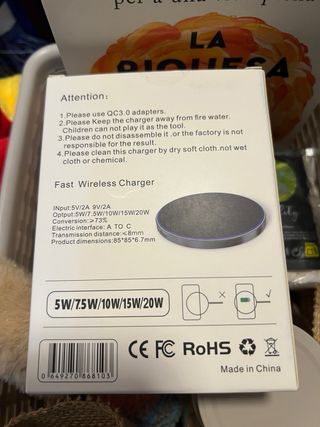 per a una
LA
RIQUESA
Attention:
1.Please use QC3.0 adapters.
2.Please Keep the charger away from fire water.
Children can not play it as the tool.
3.Please do not disassemble it ,or the factory is not
responsible for the result.
4.Please clean this charger by dry soft cloth.not wet
cloth or chemical.
Fast Wireless Charger
INput:5V/2A 9V/2A
Output:5W/7.5W/10W/15W/20W
Conversion:>73%
Electric interface: A TO C
Transmission distance:<8mm
Product dimensions:85*85*6.7mm
5W/7.5W/10W/15W/20W
CE FC RoHS
Made in China
0 649270 868103